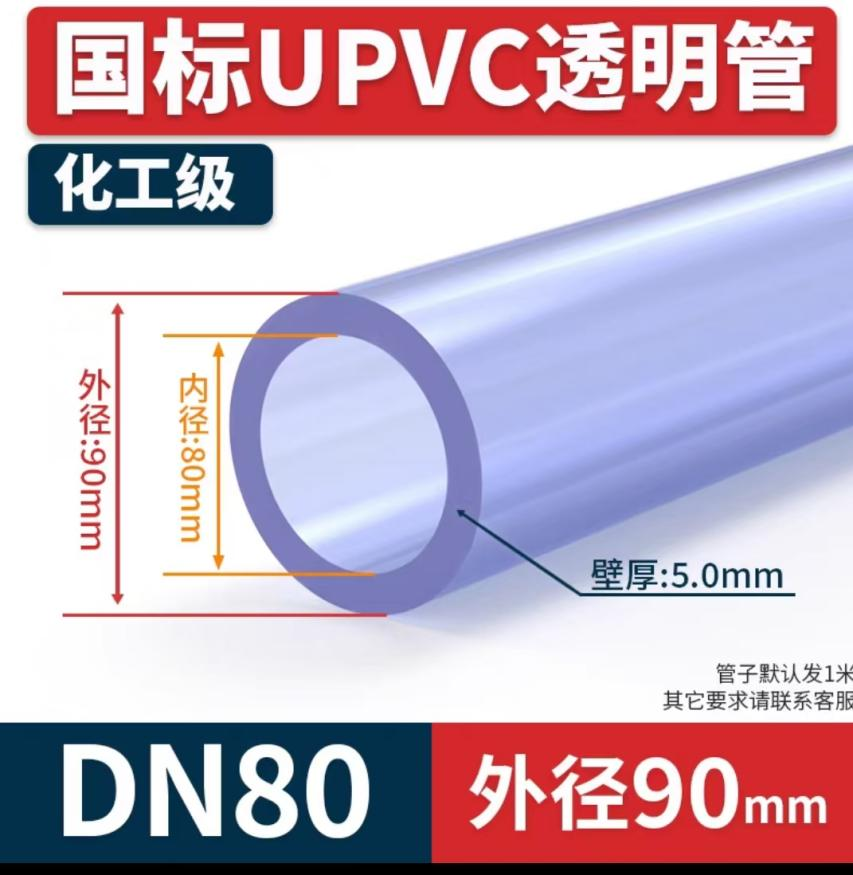 国标UPVC透明管
化工级
外径:90mm
内径:80mm
壁厚:5.0mm
管子默认发1米
其它要求请联系客服
DN80
外径90mm